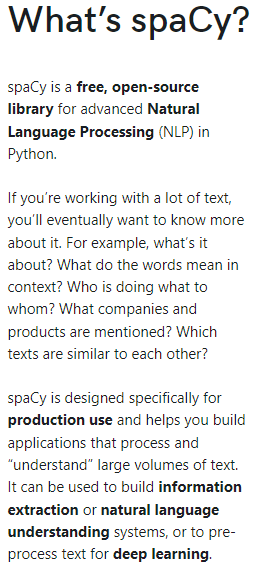 What's spaCy?
spaCy is a free, open-source
library for advanced Natural
Language Processing (NLP) in
Python.
If you're working with a lot of text,
you'll eventually want to know more
about it. For example, what's it
about? What do the words mean in
context? Who is doing what to
whom? What companies and
products are mentioned? Which
texts are similar to each other?
spaCy is designed specifically for
production use and helps you build
applications that process and
“understand” large volumes of text.
It can be used to build information
extraction or natural language
understanding systems, or to pre-
process text for deep learning.